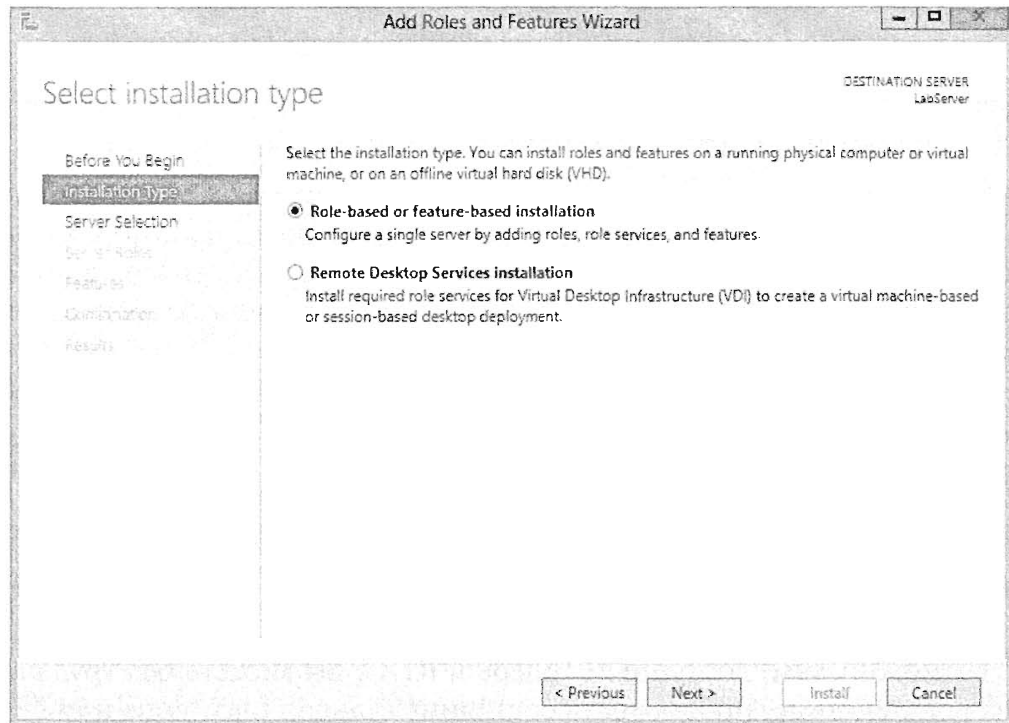 Add Roles and Features Wizard
Select installation type
DESTINATION SERVER
LabServer
Before You Begin
Installation Type
Server Selection
Server Roles
Features
Confirmation
Results
Select the installation type. You can install roles and features on a running physical computer or virtual
machine, or on an offline virtual hard disk (VHD).
Role-based or feature-based installation
Configure a single server by adding roles, role services, and features.
Remote Desktop Services installation
Install required role services for Virtual Desktop Infrastructure (VDI) to create a virtual machine-based
or session-based desktop deployment.
< Previous
Next >
Install
Cancel